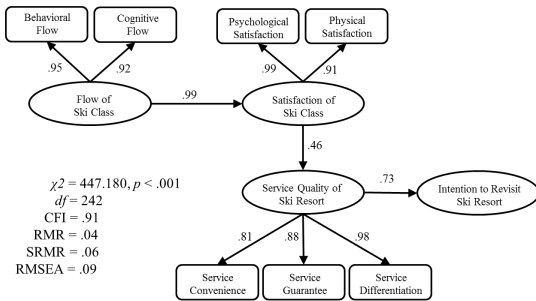 Behavioral
Flow
Cognitive
Flow
Psychological
Satisfaction
Physical
Satisfaction
.95
.92
.99
.91
Flow of
Ski Class
.99
Satisfaction of
Ski Class
.46
χ2 = 447.180, p < .001
df = 242
CFI = .91
RMR = .04
SRMR = .06
RMSEA = .09
Service Quality of
Ski Resort
.73
Intention to Revisit
Ski Resort
.81
.88
.98
Service
Convenience
Service
Guarantee
Service
Differentiation